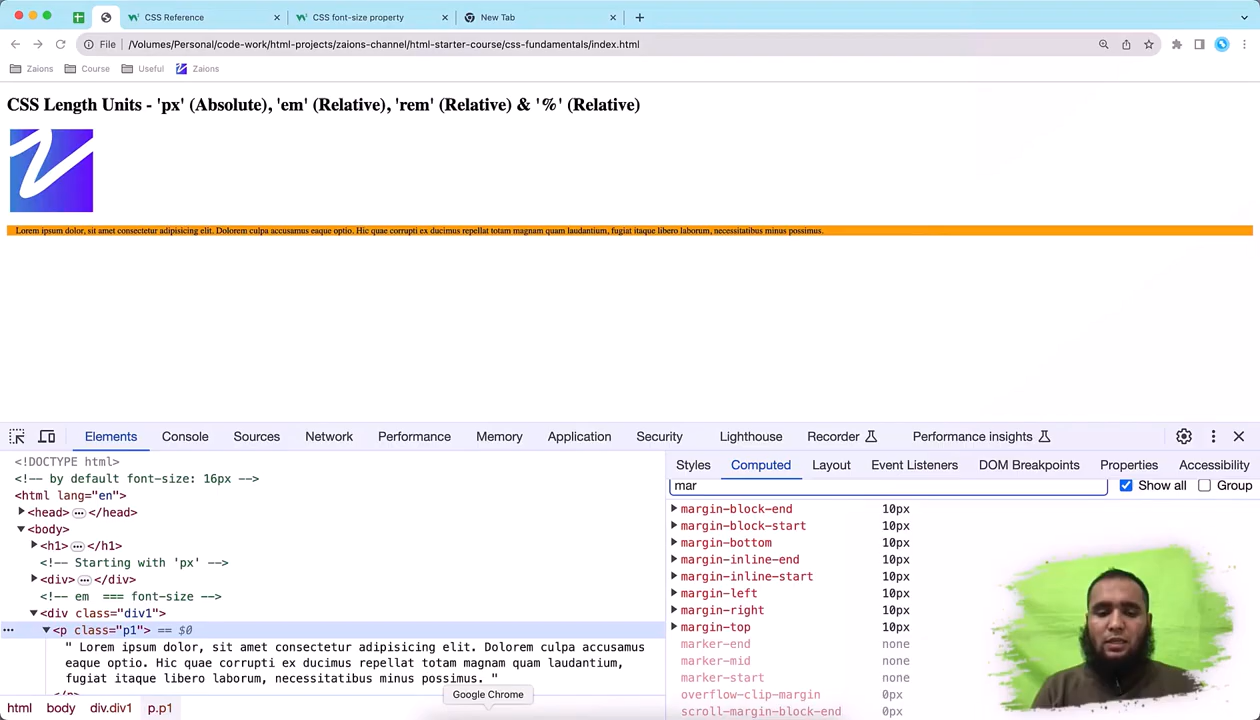 CSS Reference
CSS font-size property
New Tab
File
/Volumes/Personal/code-work/html-projects/zaions-channel/html-starter-course/css-fundamentals/index.html
Zaions
Course
Useful
Zaions
CSS Length Units - 'px' (Absolute), 'em' (Relative), 'rem' (Relative) & '%' (Relative)
Lorem ipsum dolor, sit amet consectetur adipisicing elit. Dolorem culpa accusamus eaque optio. Hic quae corrupti ex ducimus repellat totam magnam quam laudantium, fugiat itaque libero laborum, necessitatibus minus possimus.
Elements
Console
Sources
Network
Performance
Memory
Application
Security
Lighthouse
Recorder
Performance insights
<!DOCTYPE html>
<!-- by default font-size: 16px -->
<html lang="en">
<head> ⋯ </head>
<body>
<h1> ⋯ </h1>
<!-- Starting with 'px' -->
<div> ⋯ </div>
<!-- em  === font-size -->
<div class="div1">
<p class="p1"> == $0
" Lorem ipsum dolor, sit amet consectetur adipisicing elit. Dolorem culpa accusamus
eaque optio. Hic quae corrupti ex ducimus repellat totam magnam quam laudantium,
fugiat itaque libero laborum, necessitatibus minus possimus. "
Google Chrome
html
body
div.div1
p.p1
Styles
Computed
Layout
Event Listeners
DOM Breakpoints
Properties
Accessibility
mar
Show all
Group
margin-block-end 10px
margin-block-start 10px
margin-bottom 10px
margin-inline-end 10px
margin-inline-start 10px
margin-left 10px
margin-right 10px
margin-top 10px
marker-end none
marker-mid none
marker-start none
overflow-clip-margin 0px
scroll-margin-block-end 0px